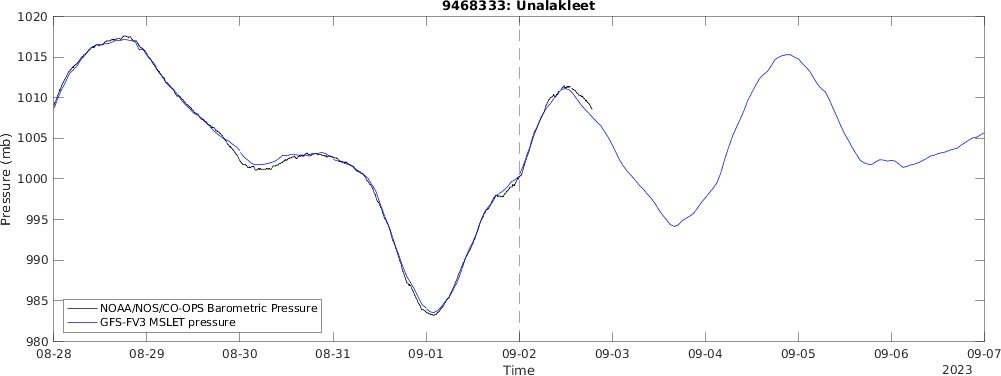 9468333: Unalakleet
1020
1015
1010
1005
1000
995
990
985
980
Pressure (mb)
NOAA/NOS/CO-OPS Barometric Pressure
GFS-FV3 MSLET pressure
08-28 08-29 08-30 08-31 09-01 09-02 09-03 09-04 09-05 09-06 09-07
Time
2023